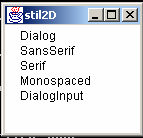 stil2D
Dialog
SansSerif
Serif
Monospaced
DialogInput